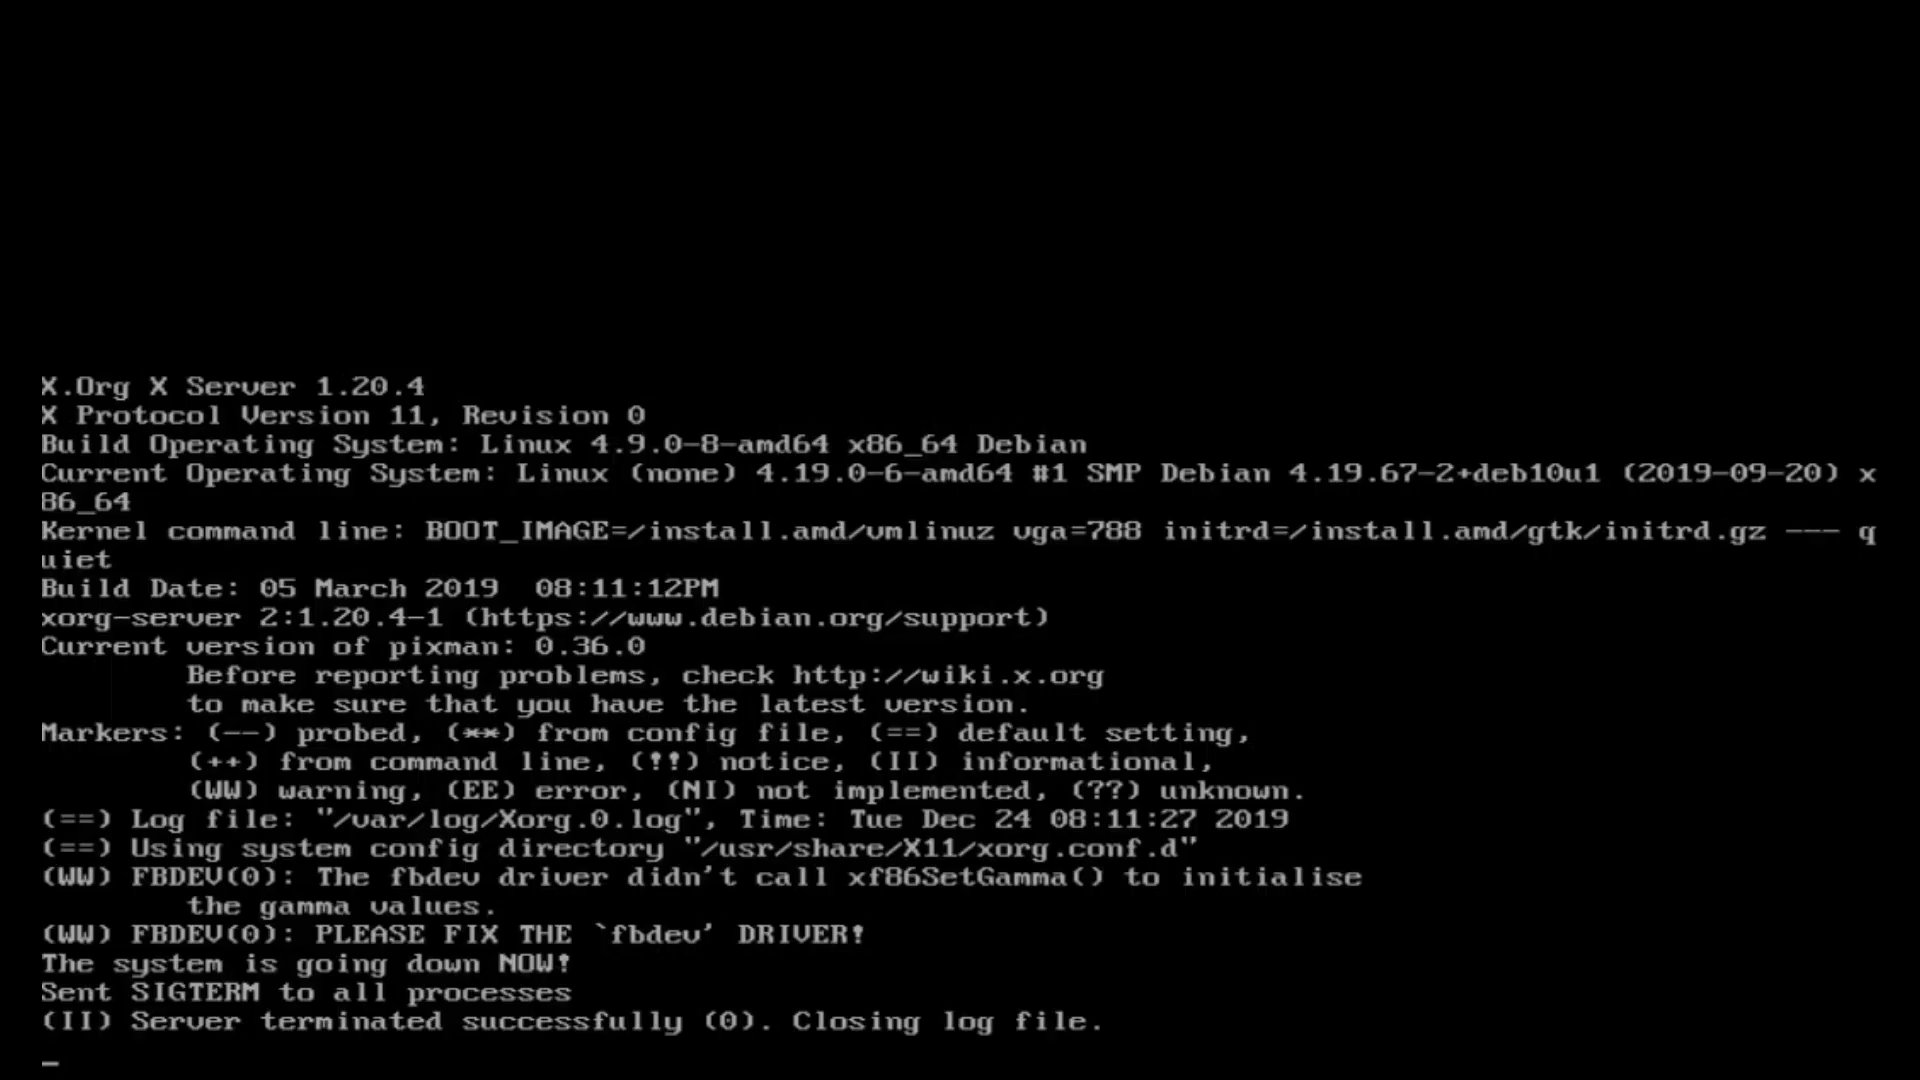 X.Org X Server 1.20.4
X Protocol Version 11, Revision 0
Build Operating System: Linux 4.9.0-8-amd64 x86_64 Debian
Current Operating System: Linux (none) 4.19.0-6-amd64 #1 SMP Debian 4.19.67-2+deb10u1 (2019-09-20) x
86_64
Kernel command line: BOOT_IMAGE=/install.amd/vmlinuz vga=788 initrd=/install.amd/gtk/initrd.gz --- q
uiet
Build Date: 05 March 2019  08:11:12PM
xorg-server 2:1.20.4-1 (https://www.debian.org/support)
Current version of pixman: 0.36.0
        Before reporting problems, check http://wiki.x.org
        to make sure that you have the latest version.
Markers: (--) probed, (**) from config file, (==) default setting,
        (++) from command line, (!!) notice, (II) informational,
        (WW) warning, (EE) error, (NI) not implemented, (??) unknown.
(==) Log file: "/var/log/Xorg.0.log", Time: Tue Dec 24 08:11:27 2019
(==) Using system config directory "/usr/share/X11/xorg.conf.d"
(WW) FBDEV(0): The fbdev driver didn't call xf86SetGamma() to initialise
        the gamma values.
(WW) FBDEV(0): PLEASE FIX THE `fbdev' DRIVER!
The system is going down NOW!
Sent SIGTERM to all processes
(II) Server terminated successfully (0). Closing log file.
_